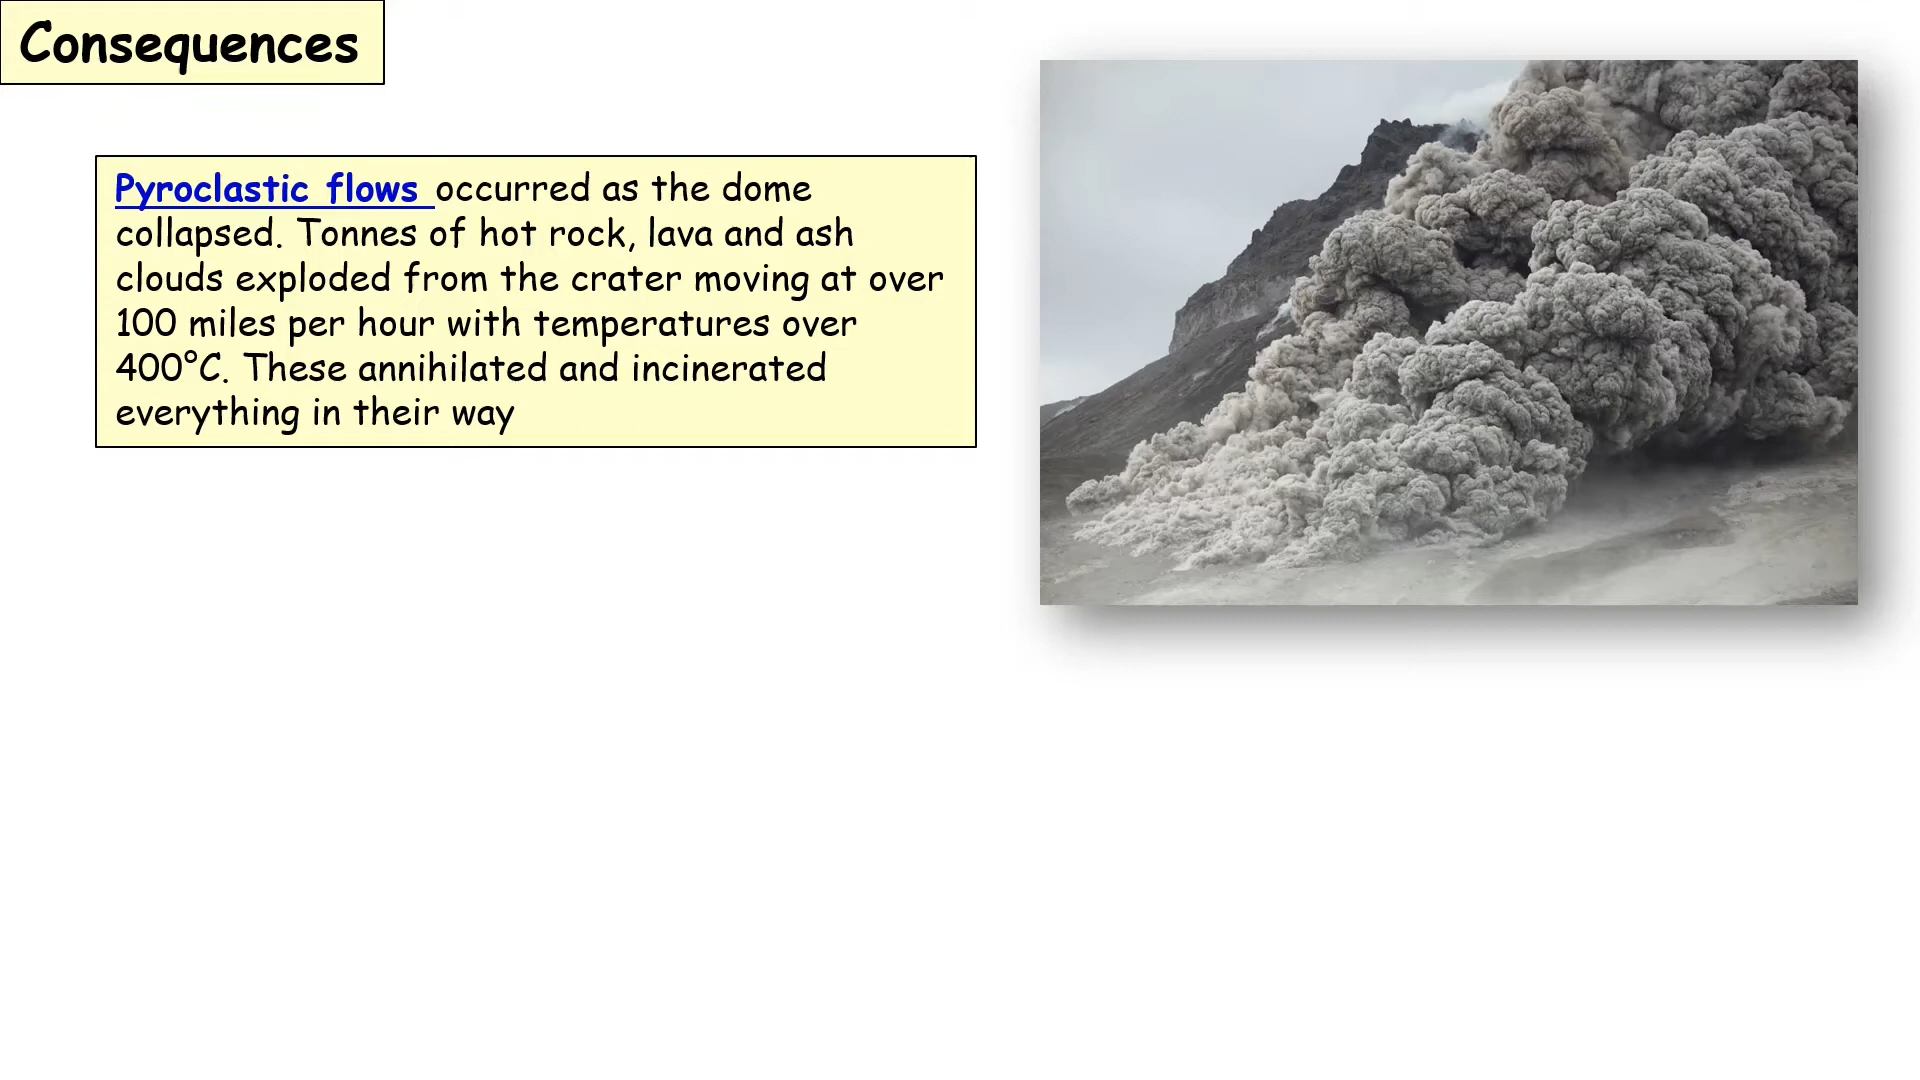 Consequences
Pyroclastic flows occurred as the dome
collapsed. Tonnes of hot rock, lava and ash
clouds exploded from the crater moving at over
100 miles per hour with temperatures over
400°C. These annihilated and incinerated
everything in their way